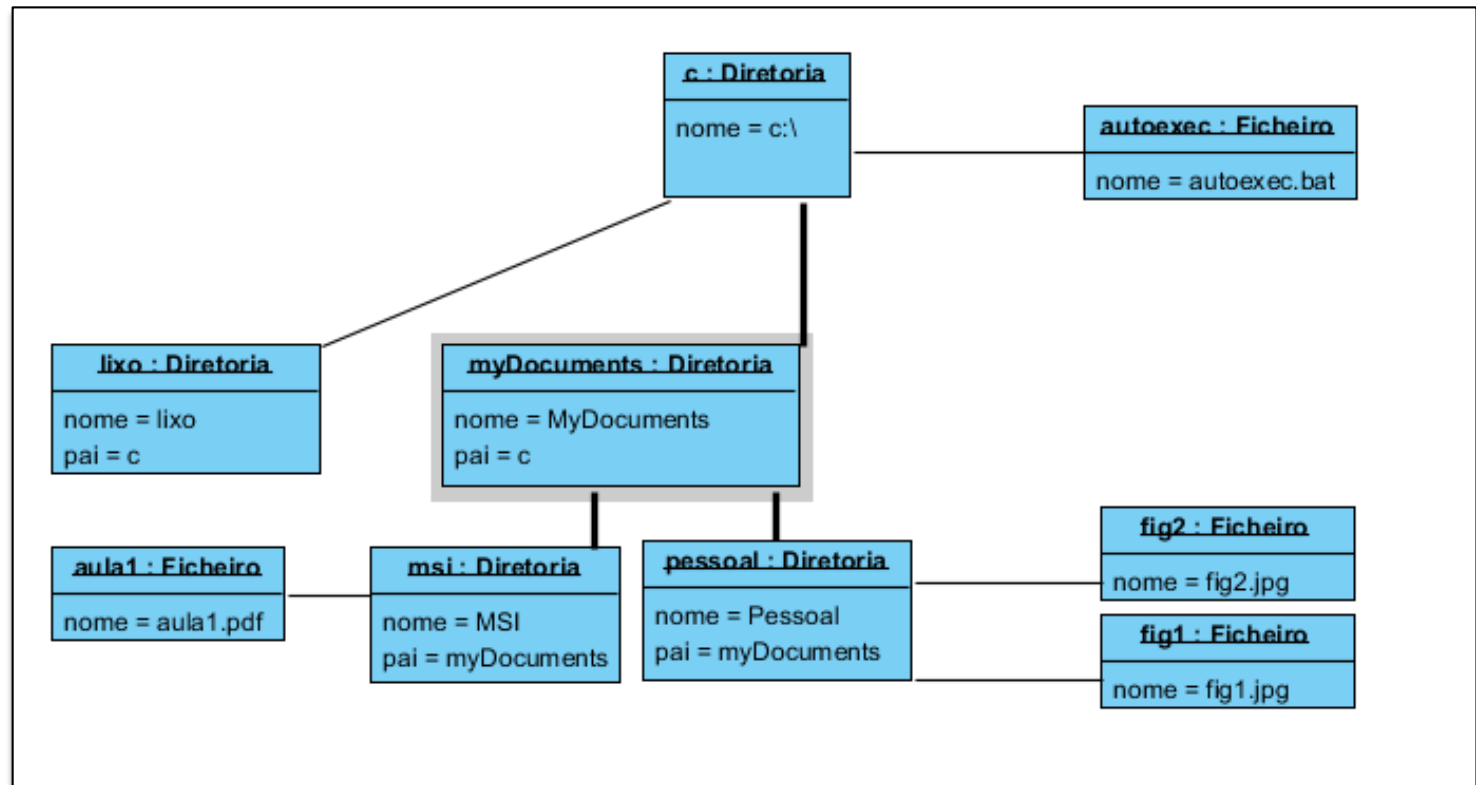 c : Diretoria
nome = c:\
autoexec : Ficheiro
nome = autoexec.bat
lixo : Diretoria
nome = lixo
pai = c
myDocuments : Diretoria
nome = MyDocuments
pai = c
aula1 : Ficheiro
nome = aula1.pdf
msi : Diretoria
nome = MSI
pai = myDocuments
pessoal : Diretoria
nome = Pessoal
pai = myDocuments
fig2 : Ficheiro
nome = fig2.jpg
fig1 : Ficheiro
nome = fig1.jpg